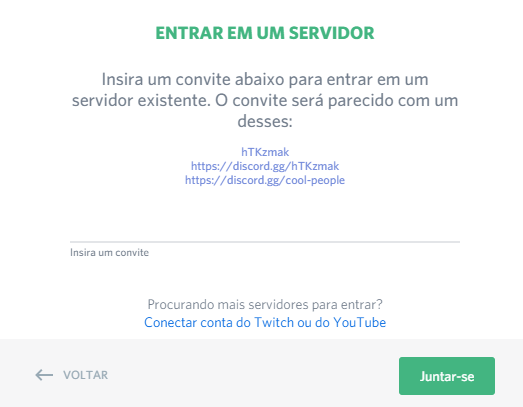 ENTRAR EM UM SERVIDOR
Insira um convite abaixo para entrar em um
servidor existente. O convite será parecido com um
desses:
hTKzmak
https://discord.gg/hTKzmak
https://discord.gg/cool-people
Insira um convite
Procurando mais servidores para entrar?
Conectar conta do Twitch ou do YouTube
VOLTAR
Juntar-se